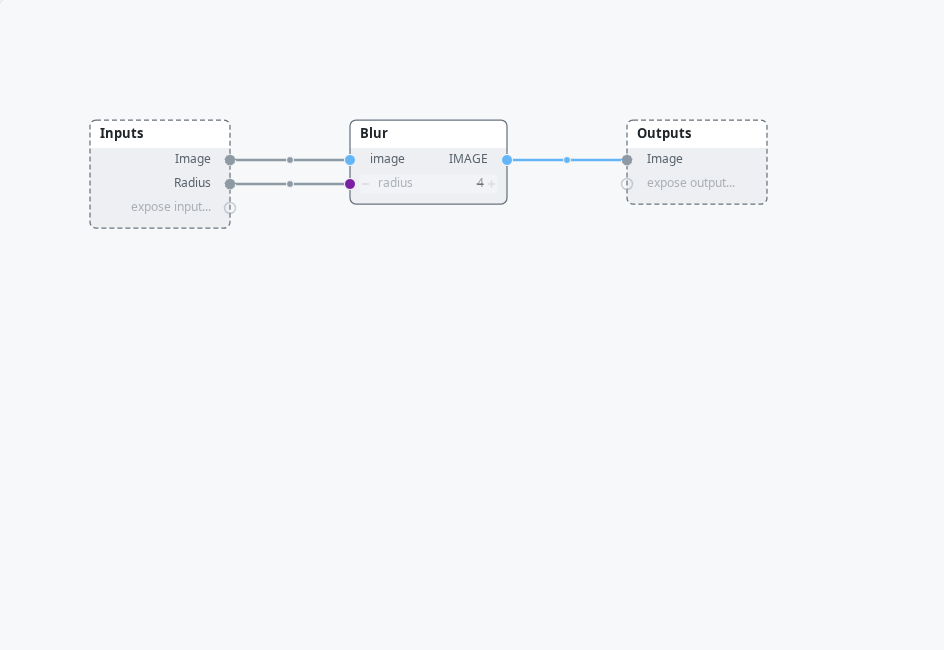 Inputs
Image
Radius
expose input...
Blur
image IMAGE
− radius 4 +
Outputs
Image
expose output...